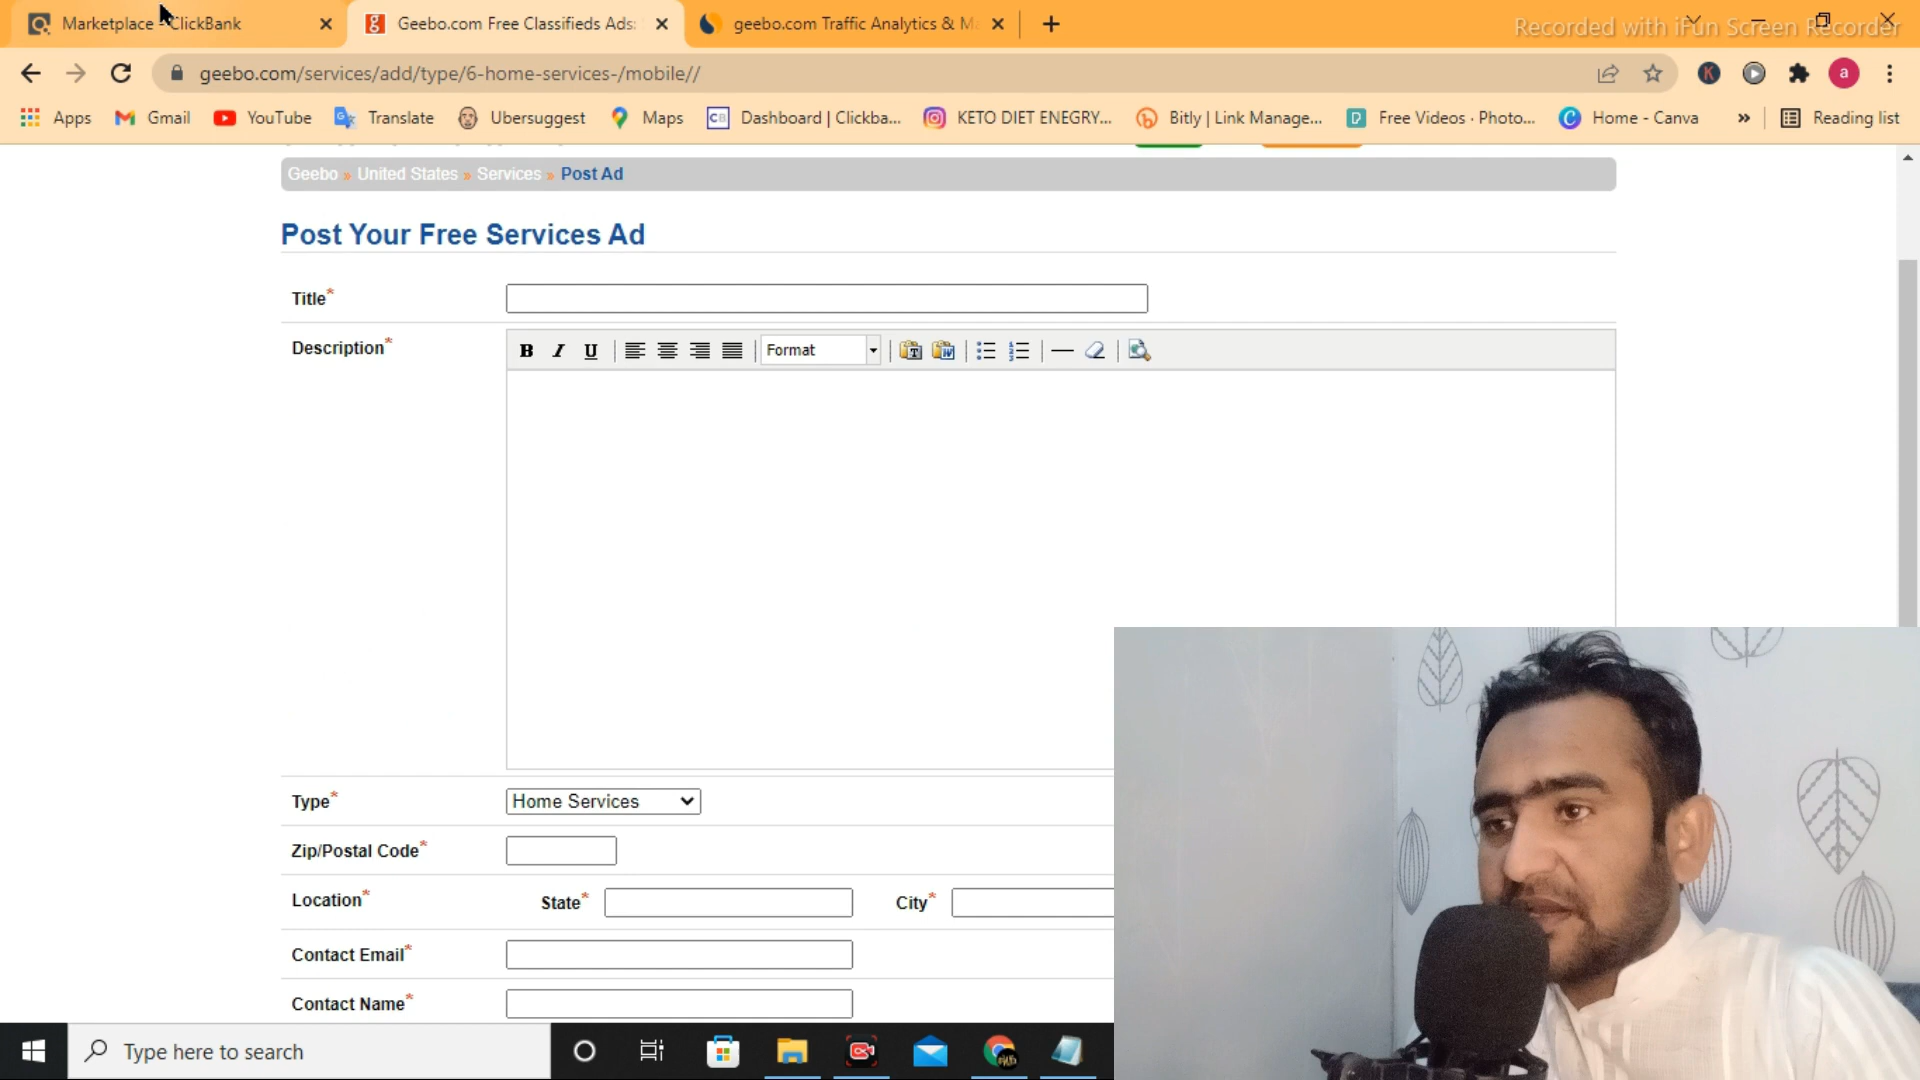 Marketplace - ClickBank
Geebo.com Free Classifieds Ads:
geebo.com Traffic Analytics & Ma
Recorded with iFun Screen Recorder
geebo.com/services/add/type/6-home-services-/mobile//
K
a
Apps
Gmail
YouTube
Translate
Ubersuggest
Maps
CB
Dashboard | Clickba...
KETO DIET ENEGRY...
Bitly | Link Manage...
Free Videos · Photo...
Home - Canva
»
Reading list
Geebo » United States » Services » Post Ad
Post Your Free Services Ad
Title*
Description*
B I U
Format
Type*
Home Services
Zip/Postal Code*
Location*
State*
City*
Contact Email*
Contact Name*
Type here to search